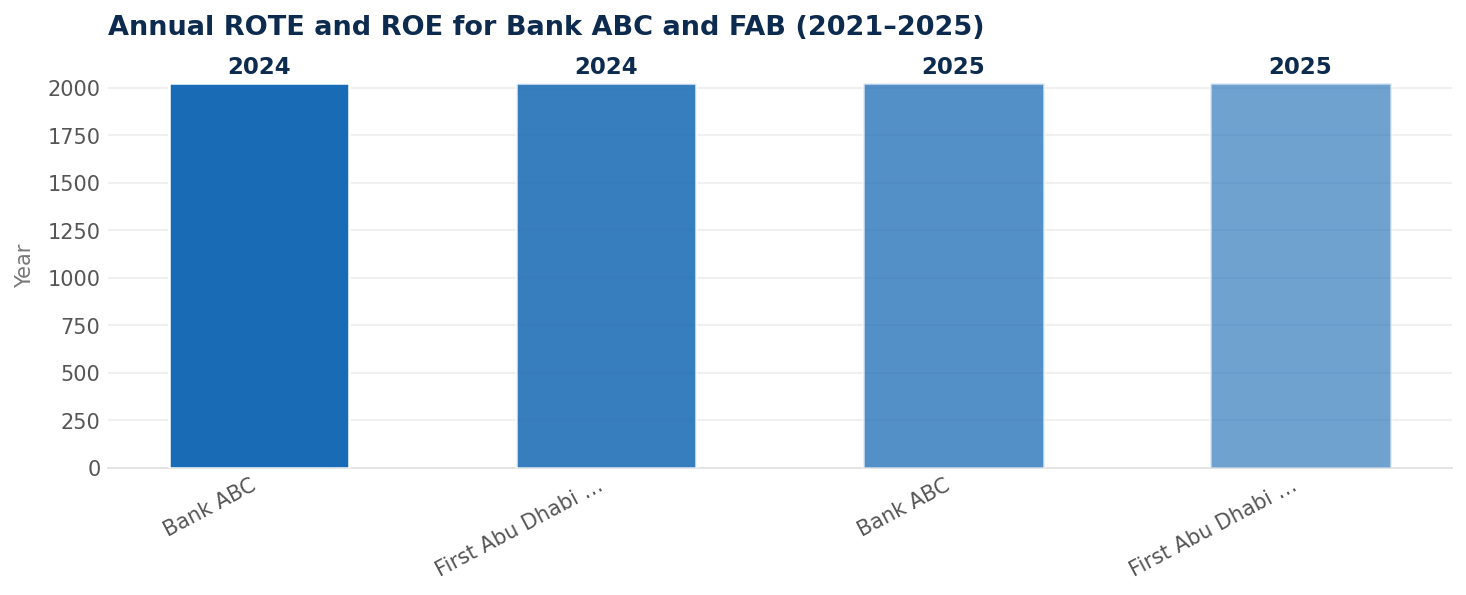 Annual ROTE and ROE for Bank ABC and FAB (2021–2025)
2024
2024
2025
2025
2000
1750
1500
1250
1000
750
500
250
0
Year
Bank ABC
First Abu Dhabi ...
Bank ABC
First Abu Dhabi ...